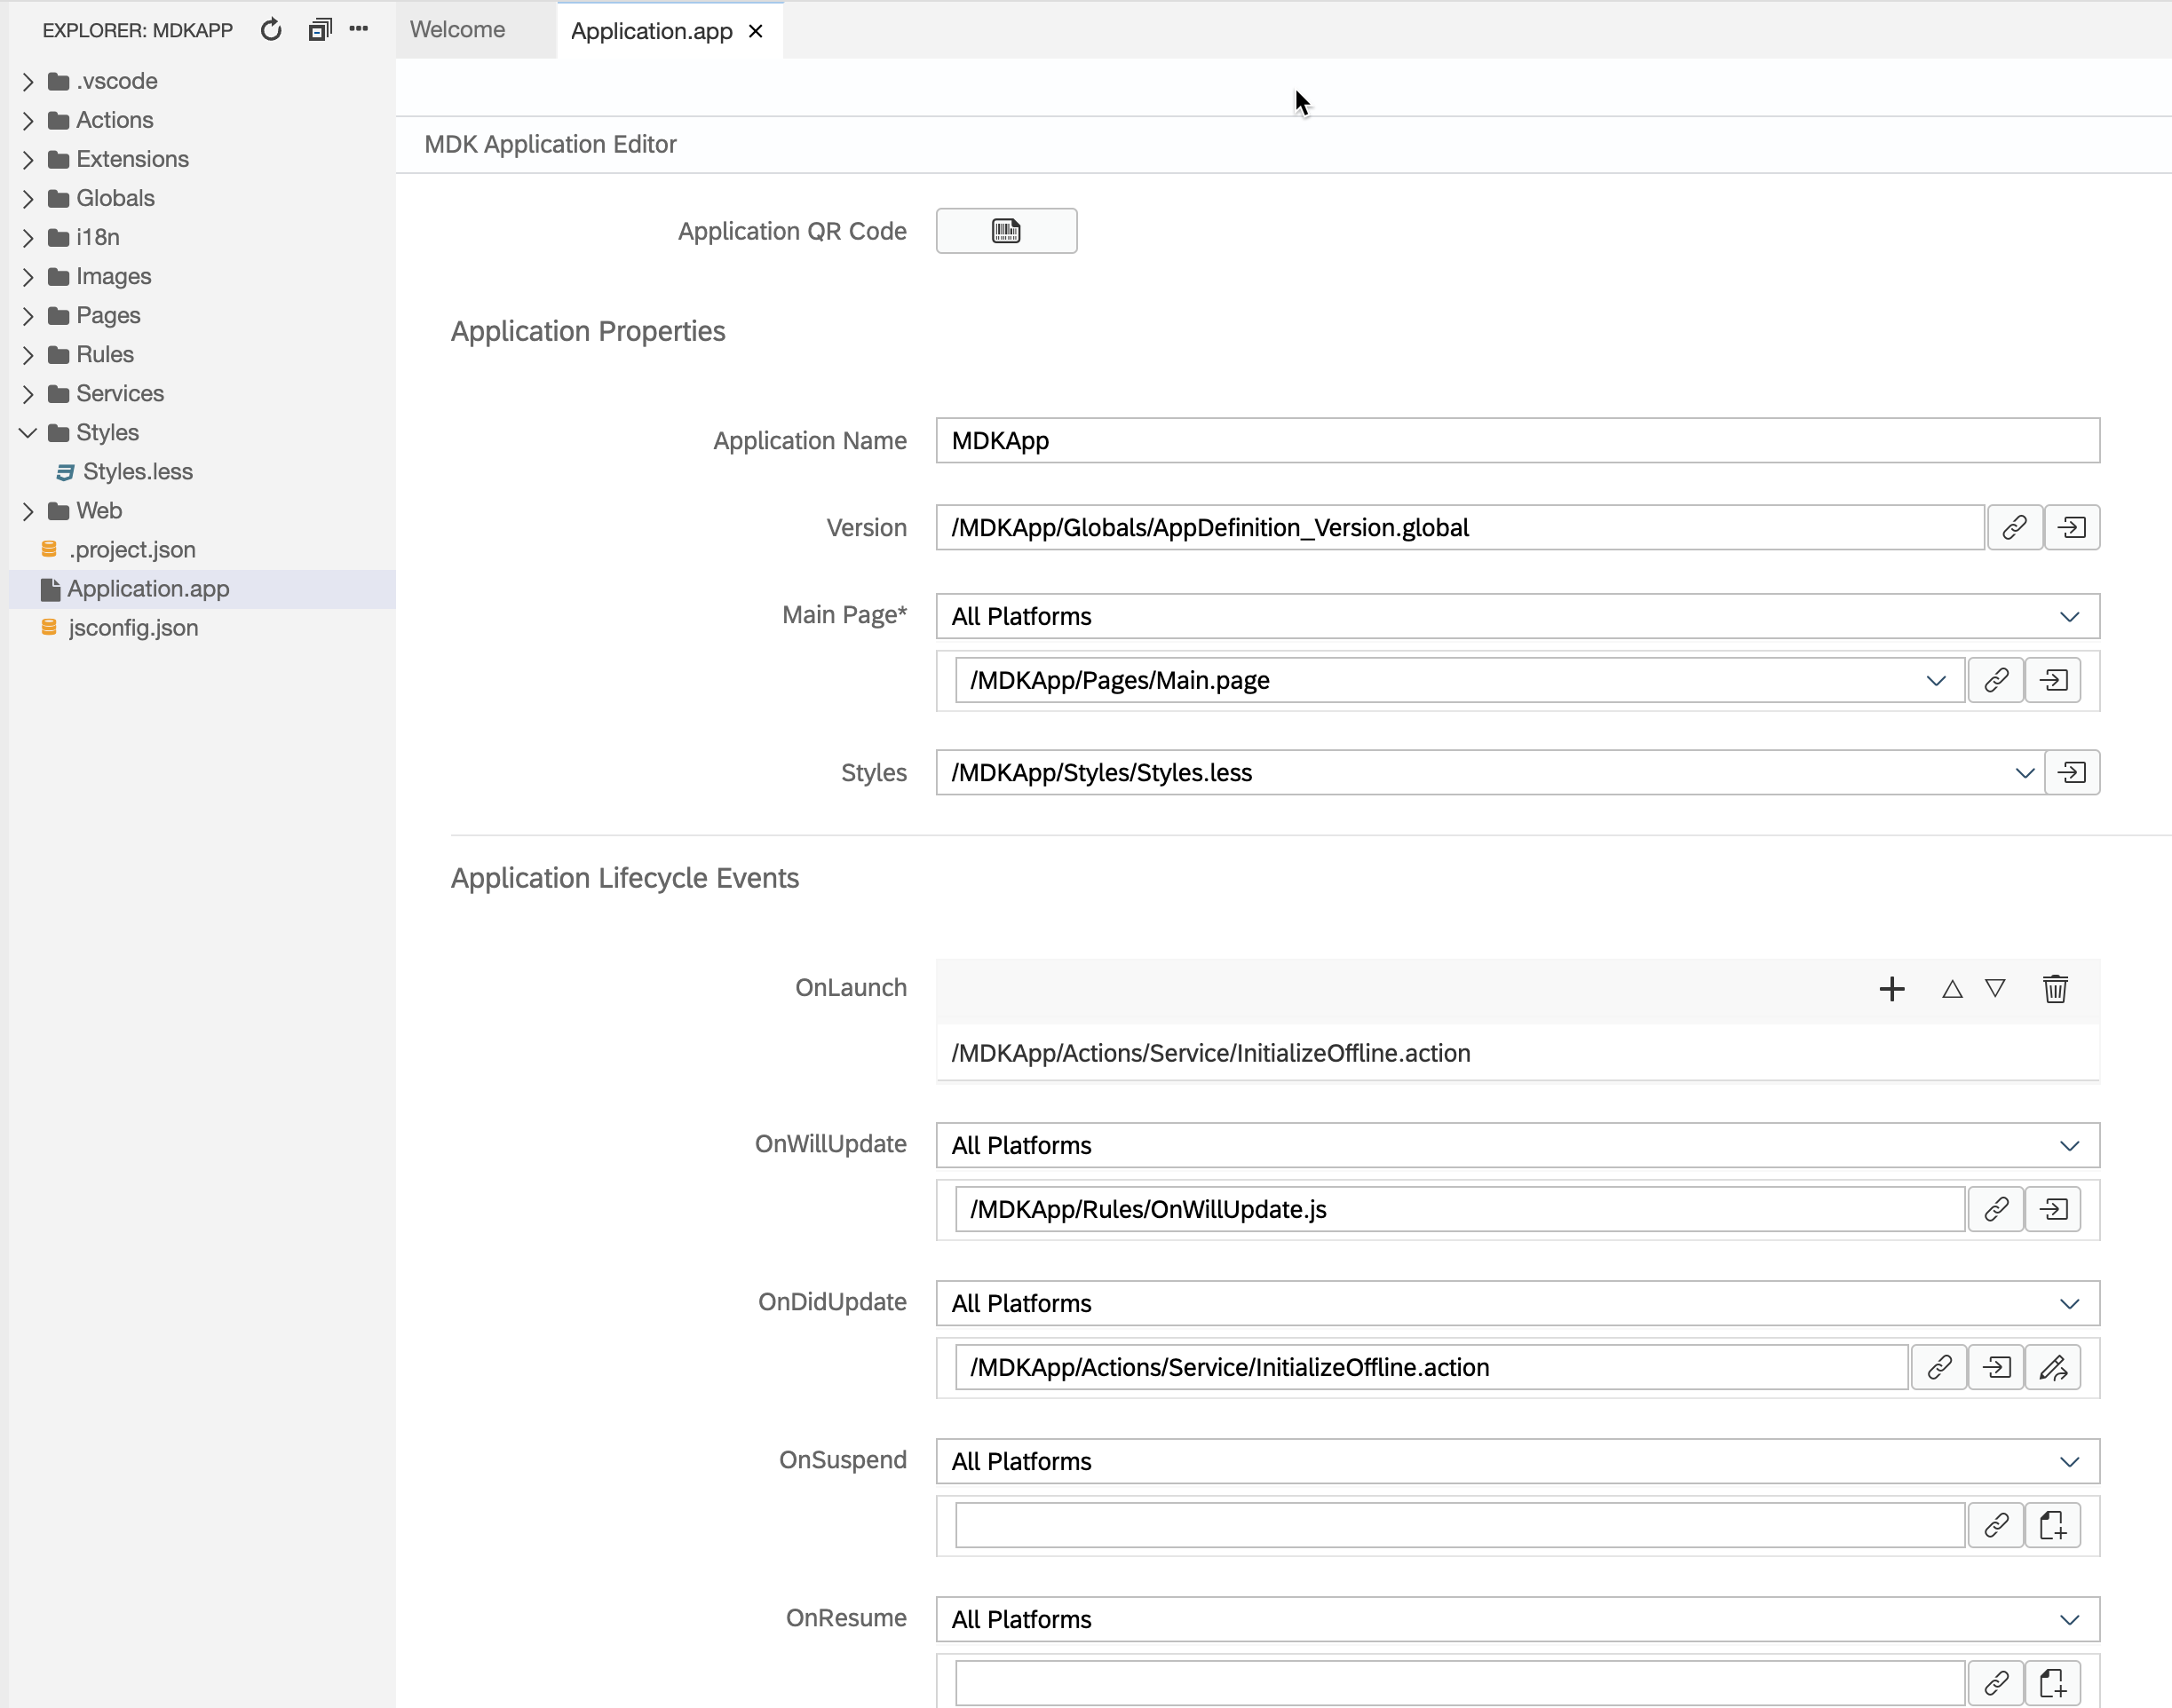 EXPLORER: MDKAPP
.vscode
Actions
Extensions
Globals
i18n
Images
Pages
Rules
Services
Styles
Styles.less
Web
.project.json
Application.app
jsconfig.json
Welcome
Application.app
MDK Application Editor
Application QR Code
Application Properties
Application Name
MDKApp
Version
/MDKApp/Globals/AppDefinition_Version.global
Main Page*
All Platforms
/MDKApp/Pages/Main.page
Styles
/MDKApp/Styles/Styles.less
Application Lifecycle Events
OnLaunch
/MDKApp/Actions/Service/InitializeOffline.action
OnWillUpdate
All Platforms
/MDKApp/Rules/OnWillUpdate.js
OnDidUpdate
All Platforms
/MDKApp/Actions/Service/InitializeOffline.action
OnSuspend
All Platforms
OnResume
All Platforms